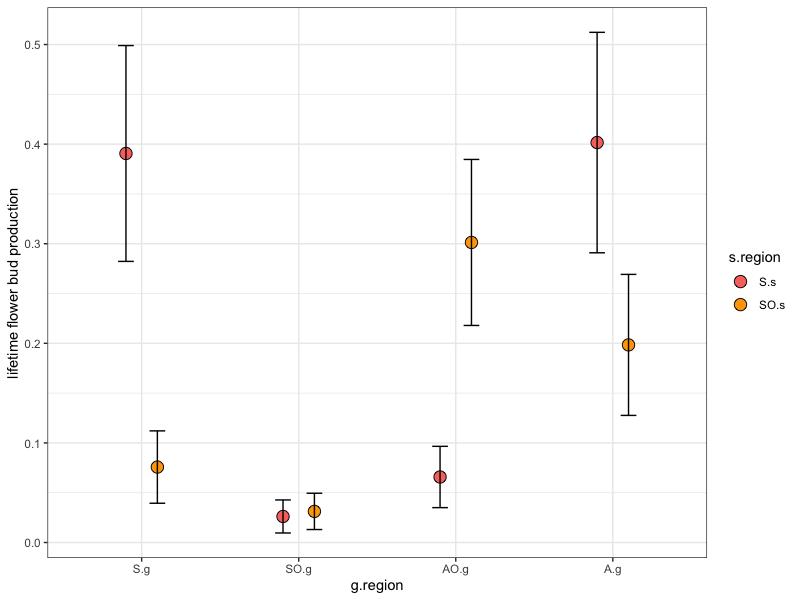 lifetime flower bud production
0.5
0.4
0.3
0.2
0.1
0.0
S.g SO.g AO.g A.g
g.region
s.region
S.s
SO.s